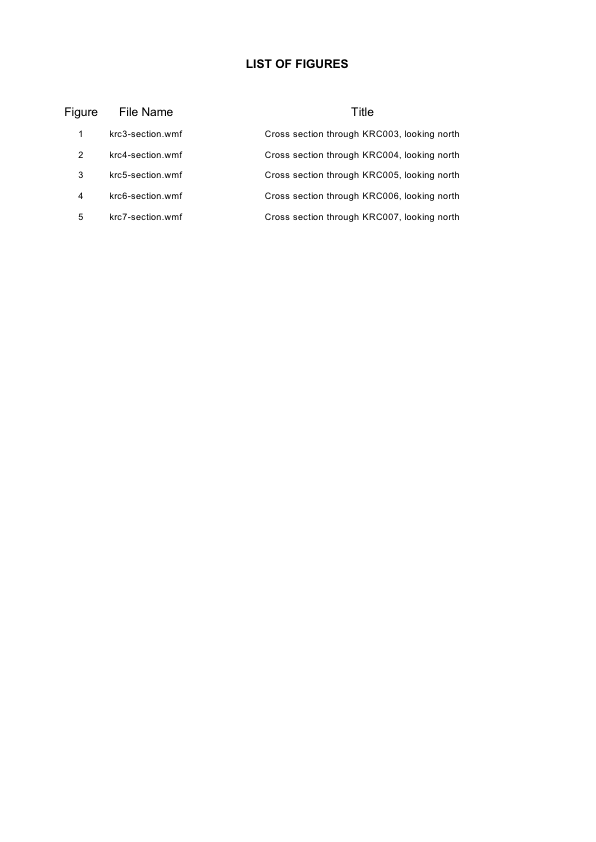 LIST OF FIGURES
Figure File Name Title
1 krc3-section.wmf Cross section through KRC003, looking north
2 krc4-section.wmf Cross section through KRC004, looking north
3 krc5-section.wmf Cross section through KRC005, looking north
4 krc6-section.wmf Cross section through KRC006, looking north
5 krc7-section.wmf Cross section through KRC007, looking north